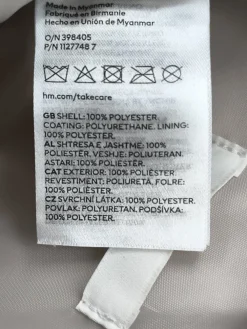 Made in Myanmar
Fabriqué en Birmanie
Hecho en Unión de Myanmar
O/N 398405
P/N 1127748 7
hm.com/takecare
GB SHELL: 100% POLYESTER.
COATING: POLYURETHANE. LINING:
100% POLYESTER.
AL SHTRESA E JASHTME: 100%
POLIESTER. VESHJE: POLIURETAN.
ASTARI: 100% POLIESTER.
CAT EXTERIOR: 100% POLIÈSTER.
REVESTIMENT: POLIURETÀ. FOLRE:
100% POLIÈSTER.
CZ SVRCHNÍ LÁTKA: 100% POLYESTER.
POVLAK: POLYURETAN. PODŠÍVKA:
100% POLYESTER.